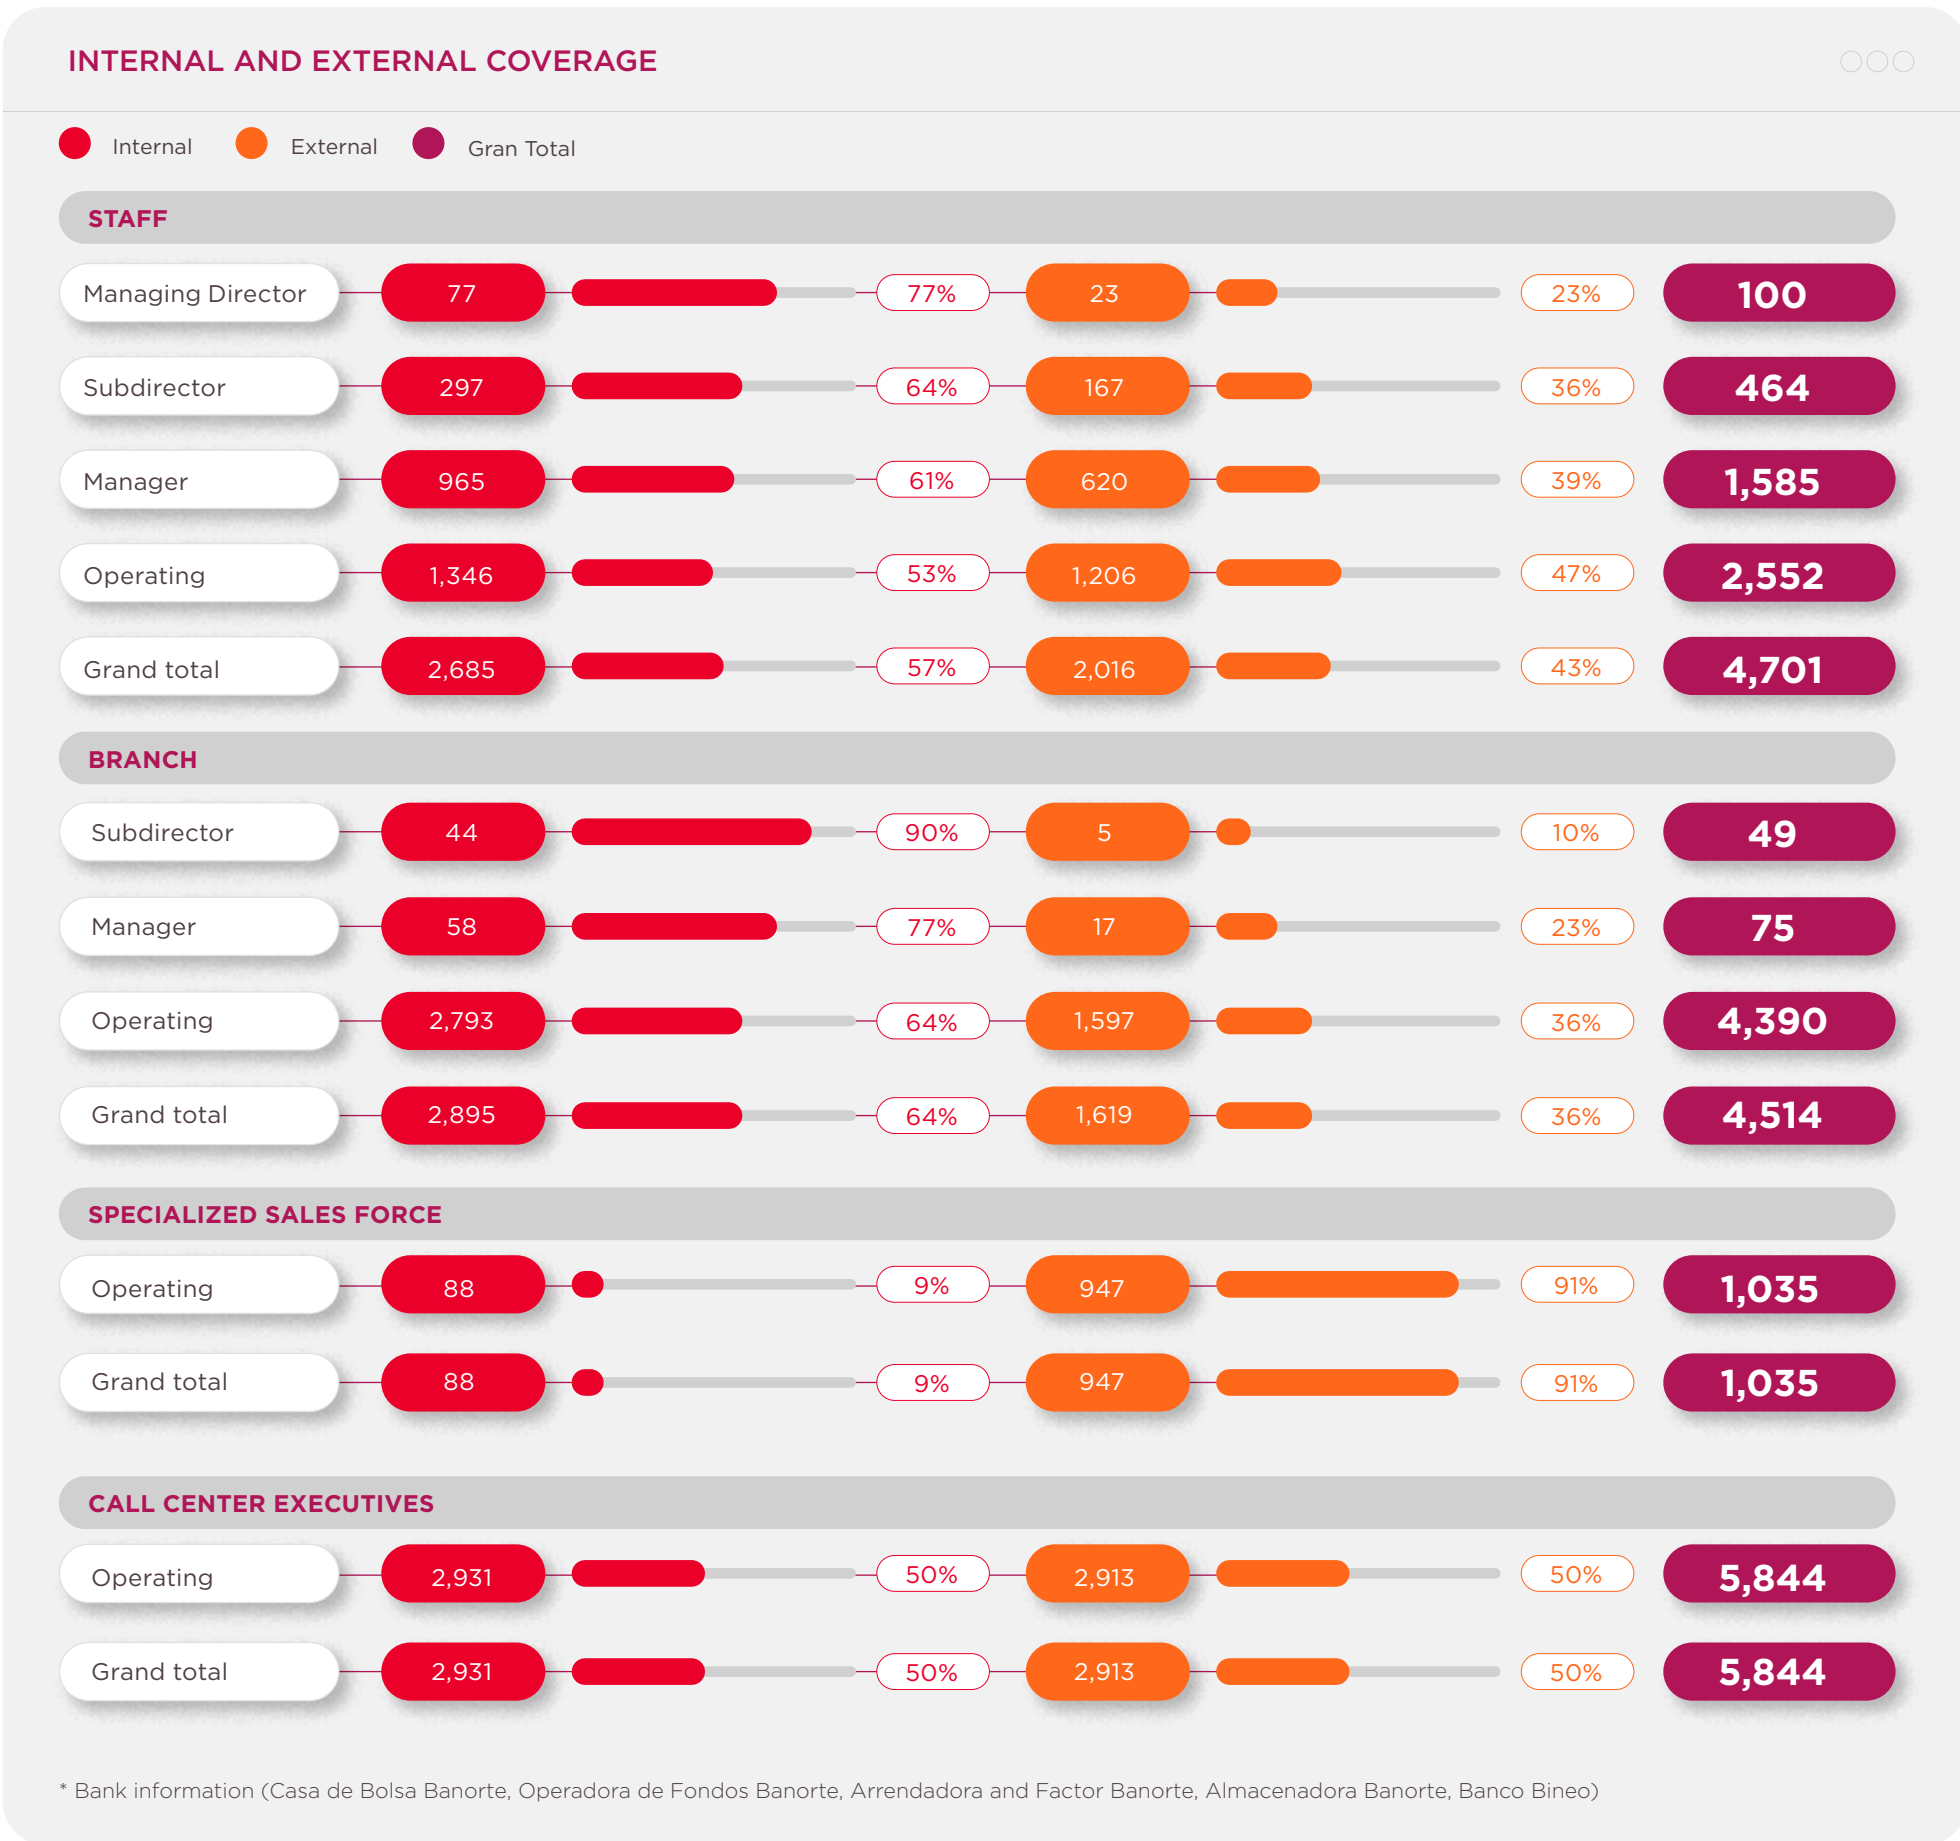 INTERNAL AND EXTERNAL COVERAGE
Internal External Gran Total
STAFF
Managing Director 77 77% 23 23% 100
Subdirector 297 64% 167 36% 464
Manager 965 61% 620 39% 1,585
Operating 1,346 53% 1,206 47% 2,552
Grand total 2,685 57% 2,016 43% 4,701
BRANCH
Subdirector 44 90% 5 10% 49
Manager 58 77% 17 23% 75
Operating 2,793 64% 1,597 36% 4,390
Grand total 2,895 64% 1,619 36% 4,514
SPECIALIZED SALES FORCE
Operating 88 9% 947 91% 1,035
Grand total 88 9% 947 91% 1,035
CALL CENTER EXECUTIVES
Operating 2,931 50% 2,913 50% 5,844
Grand total 2,931 50% 2,913 50% 5,844
* Bank information (Casa de Bolsa Banorte, Operadora de Fondos Banorte, Arrendadora and Factor Banorte, Almacenadora Banorte, Banco Bineo)